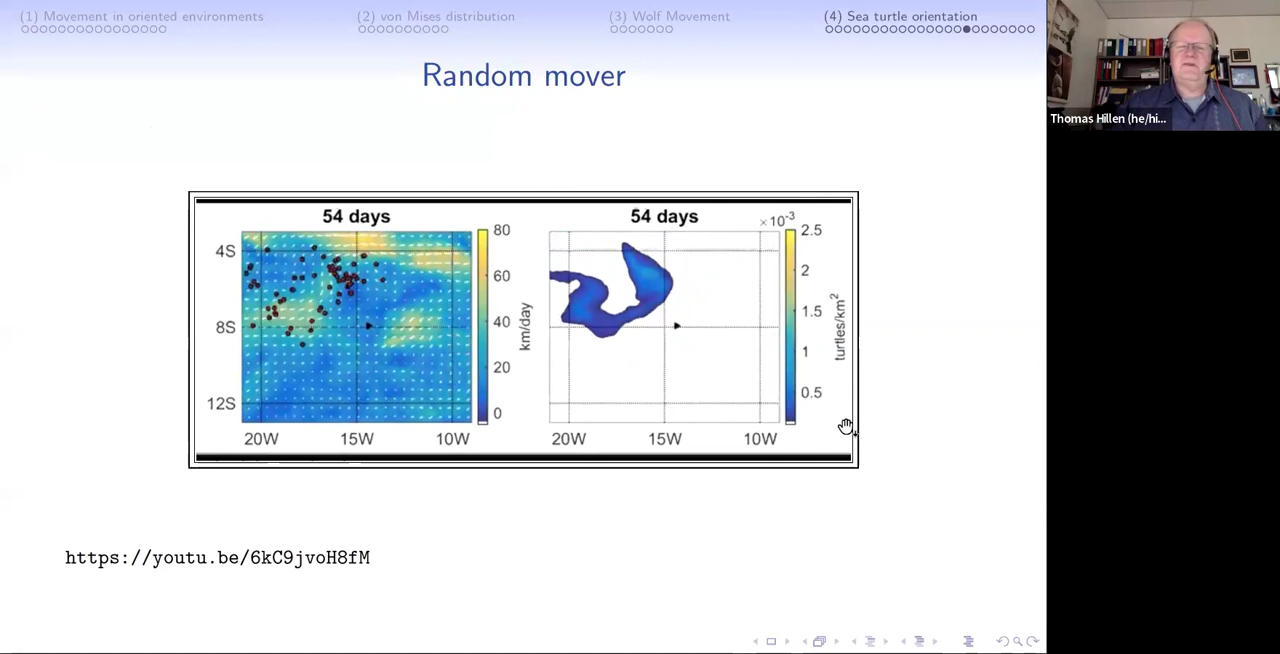 (1) Movement in oriented environments (2) von Mises distribution (3) Wolf Movement (4) Sea turtle orientation
Random mover
Thomas Hillen (he/hi...
54 days 54 days ×10⁻³
4S
8S
12S
20W 15W 10W
80
60
40
20
0
km/day
20W 15W 10W
2.5
2
1.5
1
0.5
turtles/km²
https://youtu.be/6kC9jvoH8fM